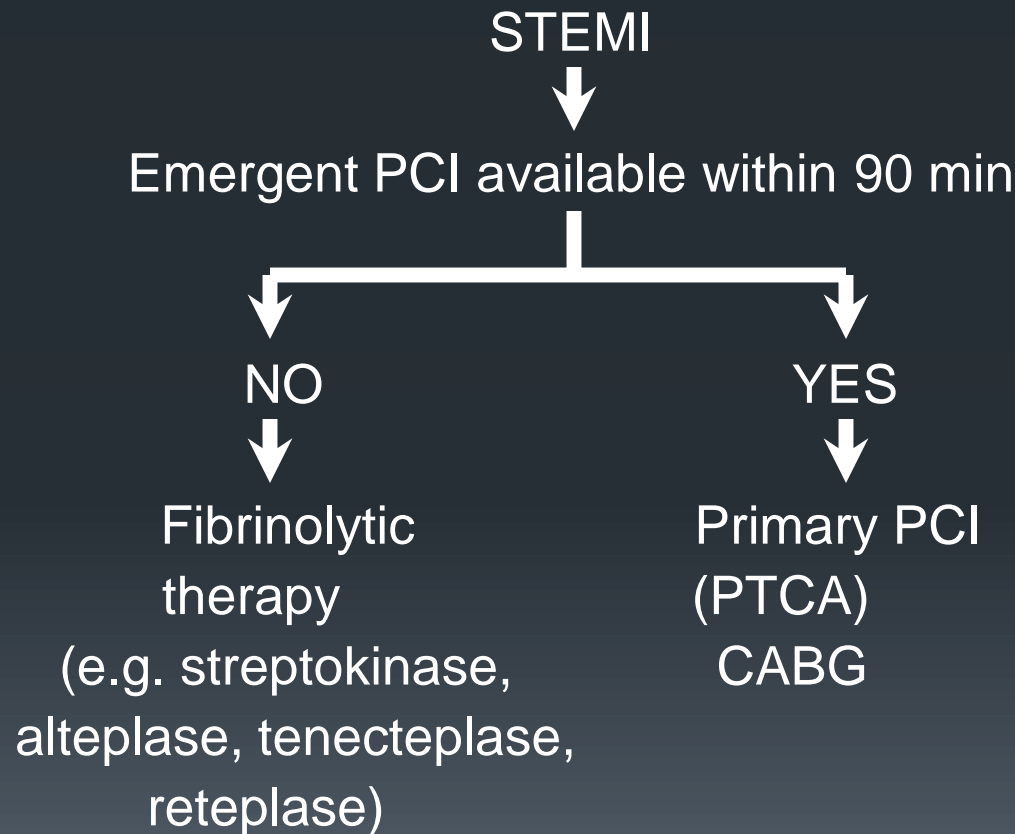 STEMI
Emergent PCI available within 90 min
NO
YES
Fibrinolytic
therapy
(e.g. streptokinase,
alteplase, tenecteplase,
reteplase)
Primary PCI
(PTCA)
CABG